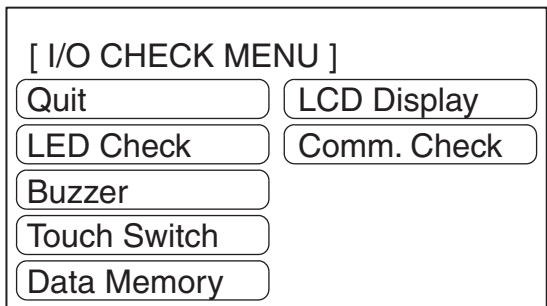 [ I/O CHECK MENU ]
Quit
LCD Display
LED Check
Comm. Check
Buzzer
Touch Switch
Data Memory